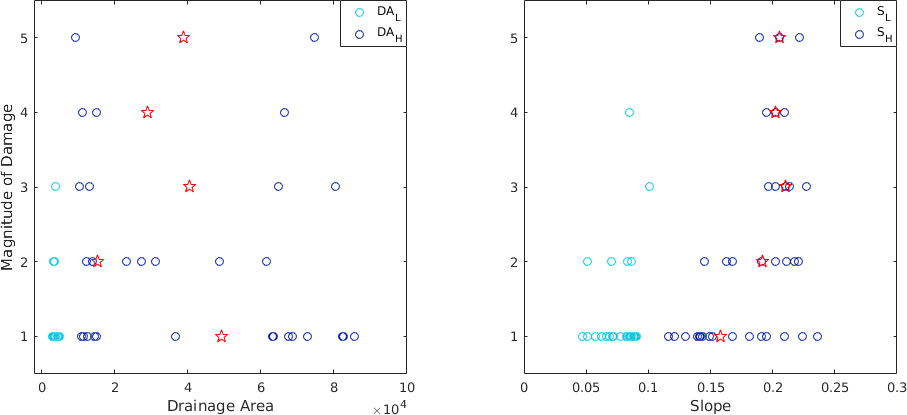 DA_L
DA_H
5
4
3
2
1
Magnitude of Damage
0 2 4 6 8 10
×10^4
Drainage Area
S_L
S_H
5
4
3
2
1
0 0.05 0.1 0.15 0.2 0.25 0.3
Slope